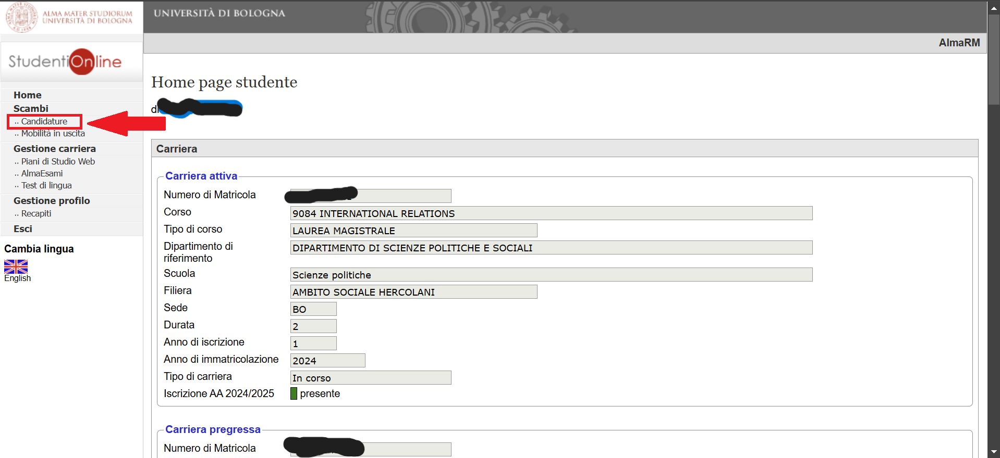 ALMA MATER STUDIORUM
UNIVERSITÀ DI BOLOGNA
UNIVERSITÀ DI BOLOGNA
AlmaRM
StudentiOnline
Home
Scambi
.. Candidature
.. Mobilità in uscita
Gestione carriera
.. Piani di Studio Web
.. AlmaEsami
.. Test di lingua
Gestione profilo
.. Recapiti
Esci
Cambia lingua
English
Home page studente
di
Carriera
Carriera attiva
Numero di Matricola
Corso 9084 INTERNATIONAL RELATIONS
Tipo di corso LAUREA MAGISTRALE
Dipartimento di riferimento DIPARTIMENTO DI SCIENZE POLITICHE E SOCIALI
Scuola Scienze politiche
Filiera AMBITO SOCIALE HERCOLANI
Sede BO
Durata 2
Anno di iscrizione 1
Anno di immatricolazione 2024
Tipo di carriera In corso
Iscrizione AA 2024/2025 presente
Carriera pregressa
Numero di Matricola